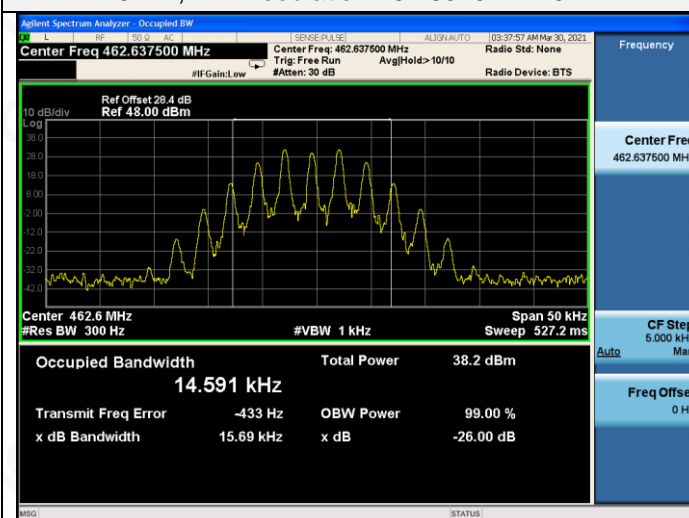 Agilent Spectrum Analyzer - Occupied BW
L RF 50 Ω AC SENSE:PULSE ALIGN AUTO 03:37:57 AM Mar 30, 2021
Center Freq 462.637500 MHz
Center Freq: 462.637500 MHz
Radio Std: None
Trig: Free Run Avg|Hold>10/10
#IFGain:Low #Atten: 30 dB
Radio Device: BTS
Frequency
Ref Offset 28.4 dB
10 dB/div Ref 48.00 dBm
Log
38.0
28.0
18.0
8.00
-2.00
-12.0
-22.0
-32.0
-42.0
Center 462.6 MHz
Span 50 kHz
#Res BW 300 Hz #VBW 1 kHz Sweep 527.2 ms
Occupied Bandwidth Total Power 38.2 dBm
14.591 kHz
Transmit Freq Error -433 Hz OBW Power 99.00 %
x dB Bandwidth 15.69 kHz x dB -26.00 dB
Center Fre
462.637500 MH
CF Ste
5.000 kH
Auto Ma
Freq Offse
0 H
MSG STATUS